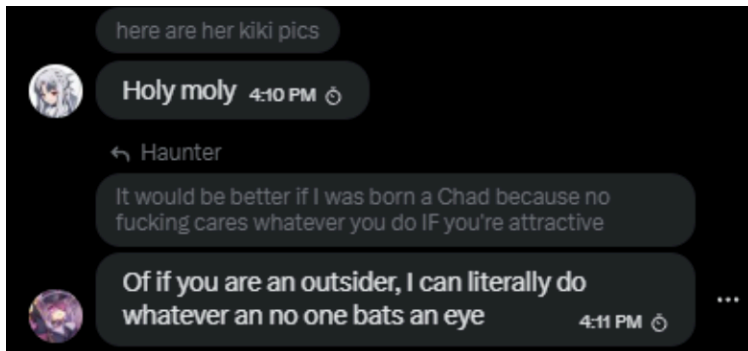 here are her kiki pics
Holy moly 4:10 PM
Haunter
It would be better if I was born a Chad because no
fucking cares whatever you do IF you're attractive
Of if you are an outsider, I can literally do
whatever an no one bats an eye 4:11 PM